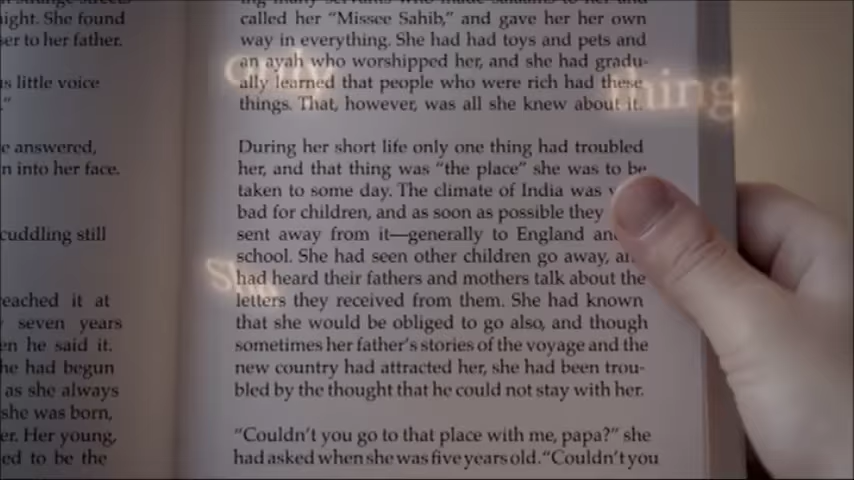 ight. She found
er to her father.
s little voice
"
e answered,
n into her face.
cuddling still
reached it at
seven years
en he said it.
he had begun
as she always
she was born,
er. Her young,
ed to be the
called her “Missee Sahib,” and gave her her own
way in everything. She had had toys and pets and
an ayah who worshipped her, and she had gradu-
ally learned that people who were rich had these
things. That, however, was all she knew about it.
During her short life only one thing had troubled
her, and that thing was “the place” she was to be
taken to some day. The climate of India was
bad for children, and as soon as possible they
sent away from it—generally to England and
school. She had seen other children go away, an
had heard their fathers and mothers talk about the
letters they received from them. She had known
that she would be obliged to go also, and though
sometimes her father’s stories of the voyage and the
new country had attracted her, she had been trou-
bled by the thought that he could not stay with her.
“Couldn’t you go to that place with me, papa?” she
had asked when she was five years old. “Couldn’t you
thing